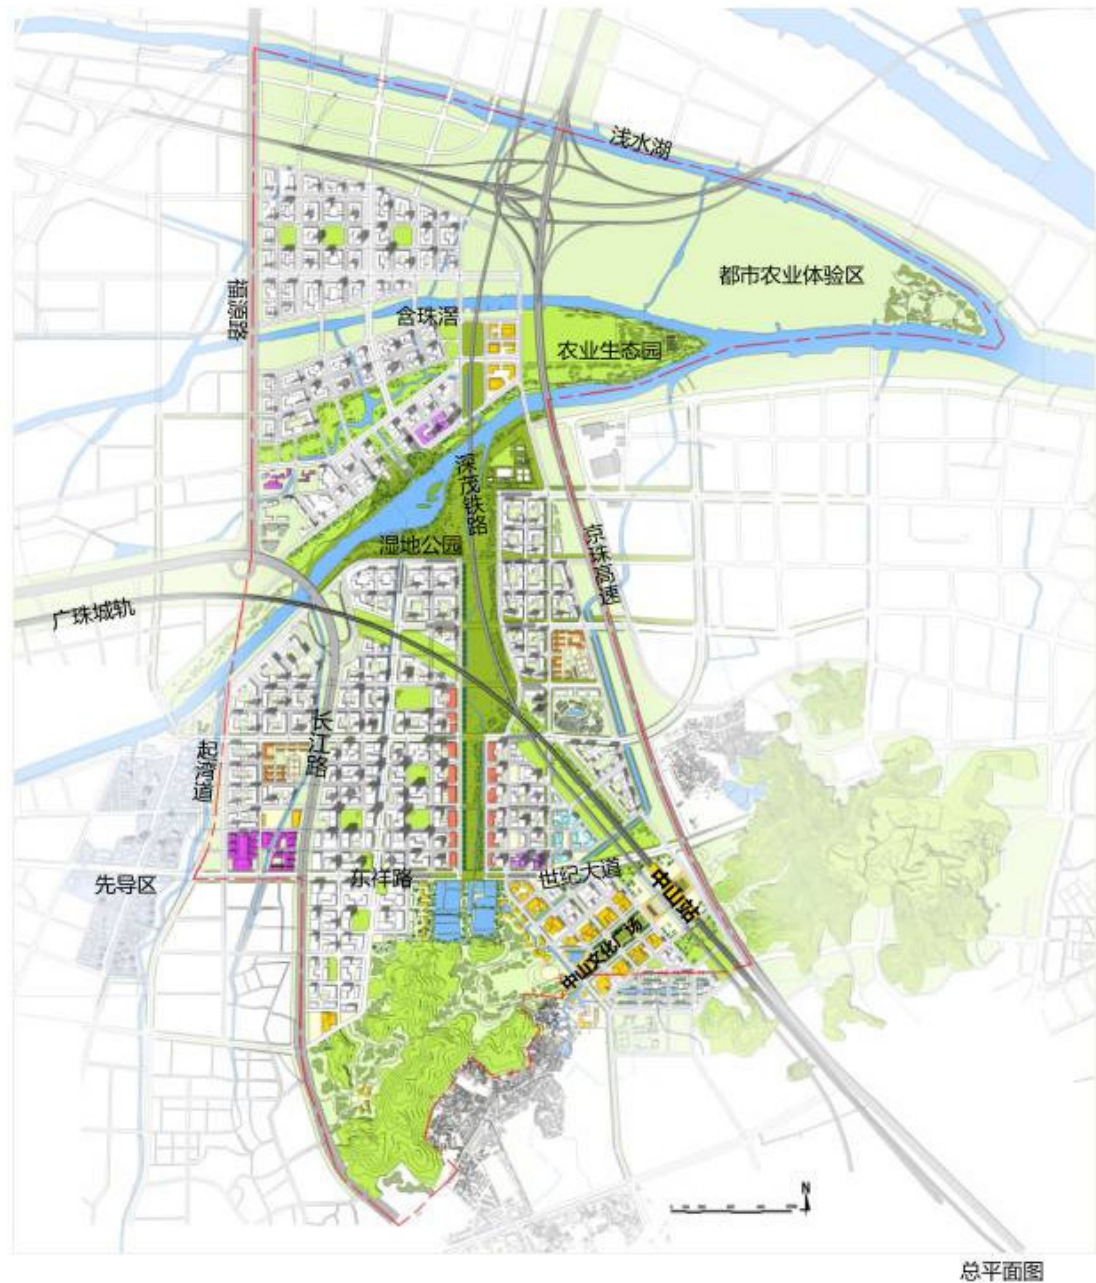 浅水湖
都市农业体验区
福源路
含珠滘
农业生态园
深茂铁路
湿地公园
京珠高速
广珠城轨
长江路
起湾道
先导区
东祥路
世纪大道
中山站
中山文化广场
N
总平面图